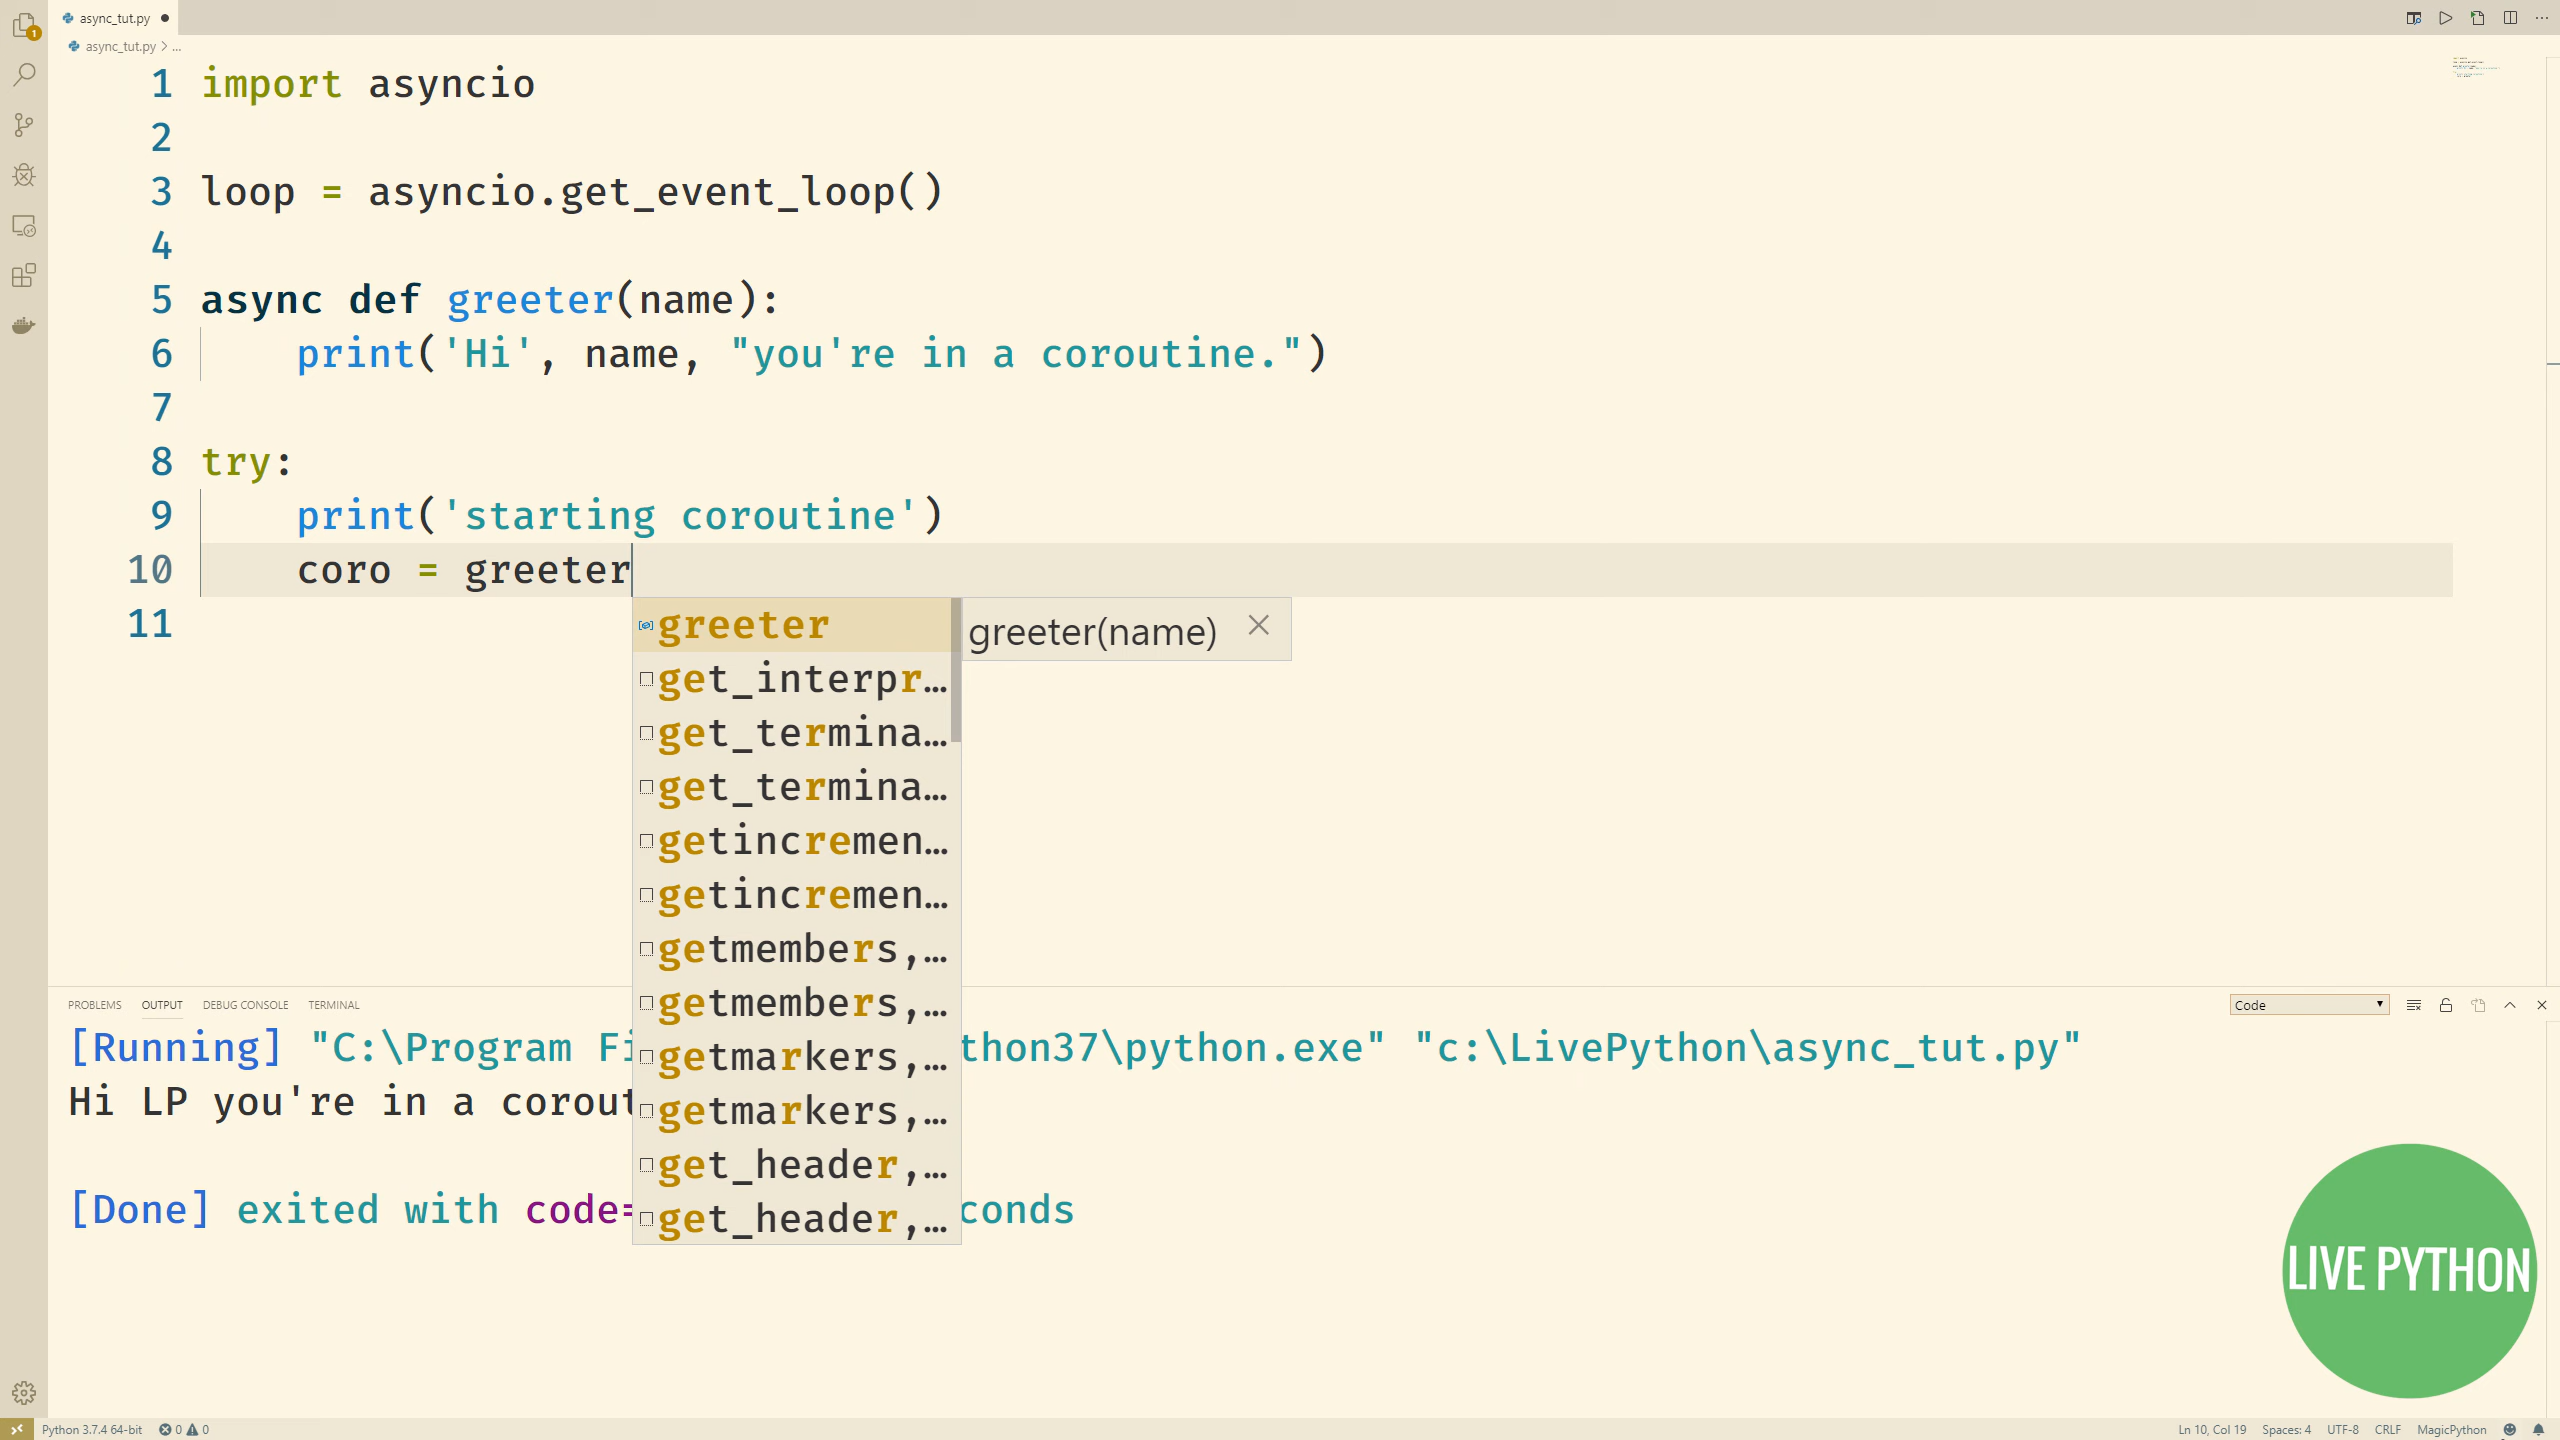 async_tut.py
1
async_tut.py > ...
1 import asyncio
2
3 loop = asyncio.get_event_loop()
4
5 async def greeter(name):
6 print('Hi', name, "you're in a coroutine.")
7
8 try:
9 print('starting coroutine')
10 coro = greeter
11
greeter
greeter(name)
get_interpr…
get_termina…
get_termina…
getincremen…
getincremen…
getmembers,…
getmembers,…
getmarkers,…
getmarkers,…
get_header,…
get_header,…
PROBLEMS OUTPUT DEBUG CONSOLE TERMINAL
Code
[Running] "C:\Program Fi thon37\python.exe" "c:\LivePython\async_tut.py"
Hi LP you're in a corout
[Done] exited with code= conds
LIVE PYTHON
Python 3.7.4 64-bit 0 0
Ln 10, Col 19 Spaces: 4 UTF-8 CRLF MagicPython